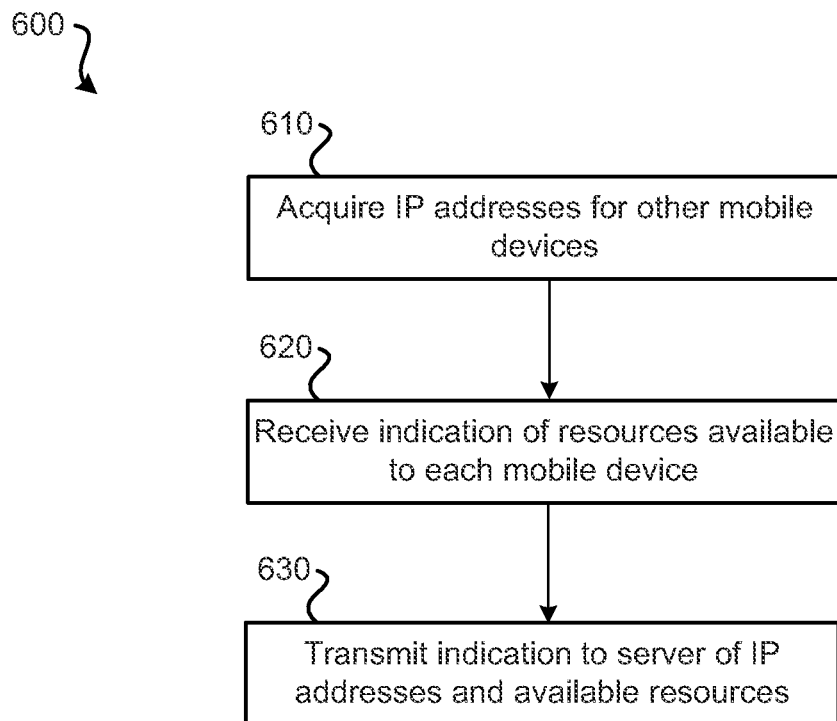 600
610
Acquire IP addresses for other mobile
devices
620
Receive indication of resources available
to each mobile device
630
Transmit indication to server of IP
addresses and available resources